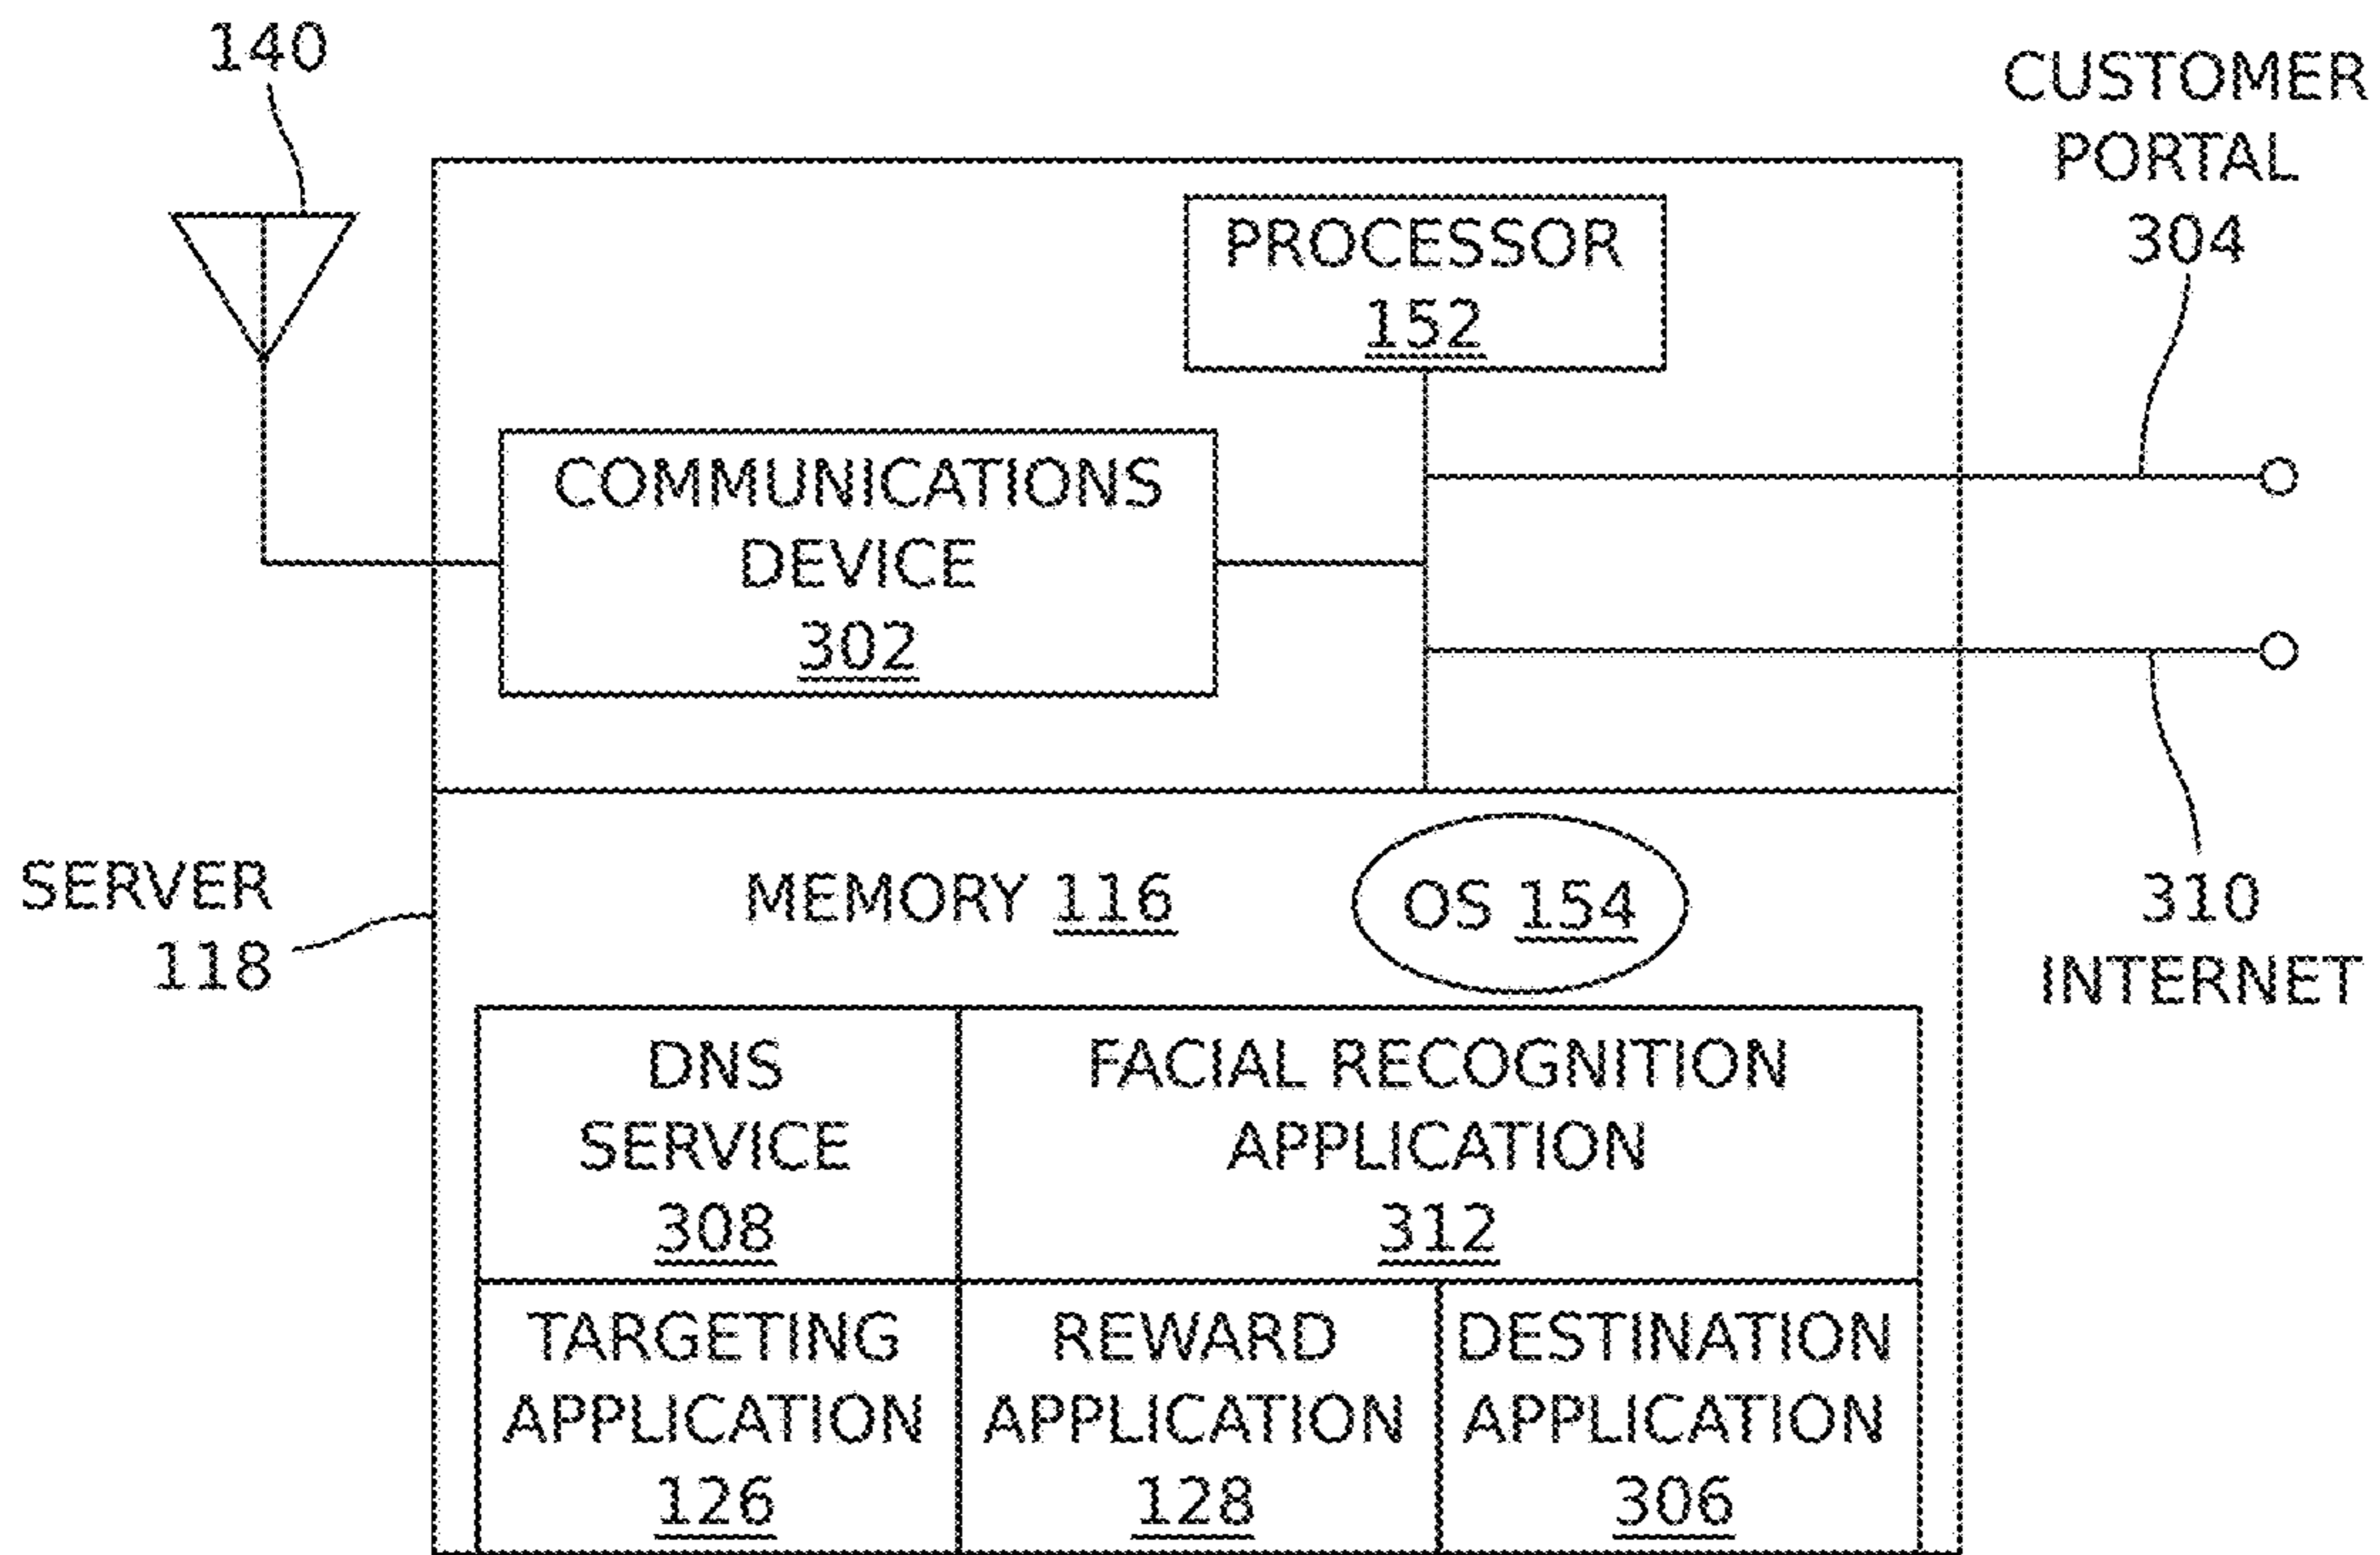 140
CUSTOMER
PORTAL
304
PROCESSOR
152
COMMUNICATIONS
DEVICE
302
SERVER
118
MEMORY 116
OS 154
310
INTERNET
DNS
SERVICE
308
FACIAL RECOGNITION
APPLICATION
312
TARGETING
APPLICATION
126
REWARD
APPLICATION
128
DESTINATION
APPLICATION
306